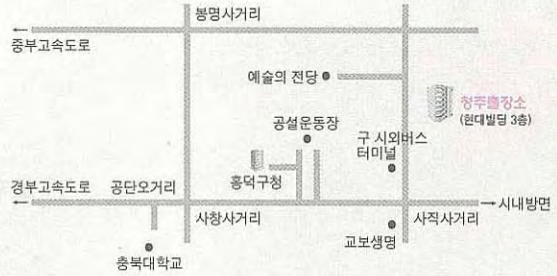 봉명사거리
중부고속도로
예술의 전당
청주출장소
(현대빌딩 3층)
공설운동장
구 시외버스
터미널
흥덕구청
경부고속도로
공단오거리
시내방면
사창사거리
사직사거리
교보생명
충북대학교